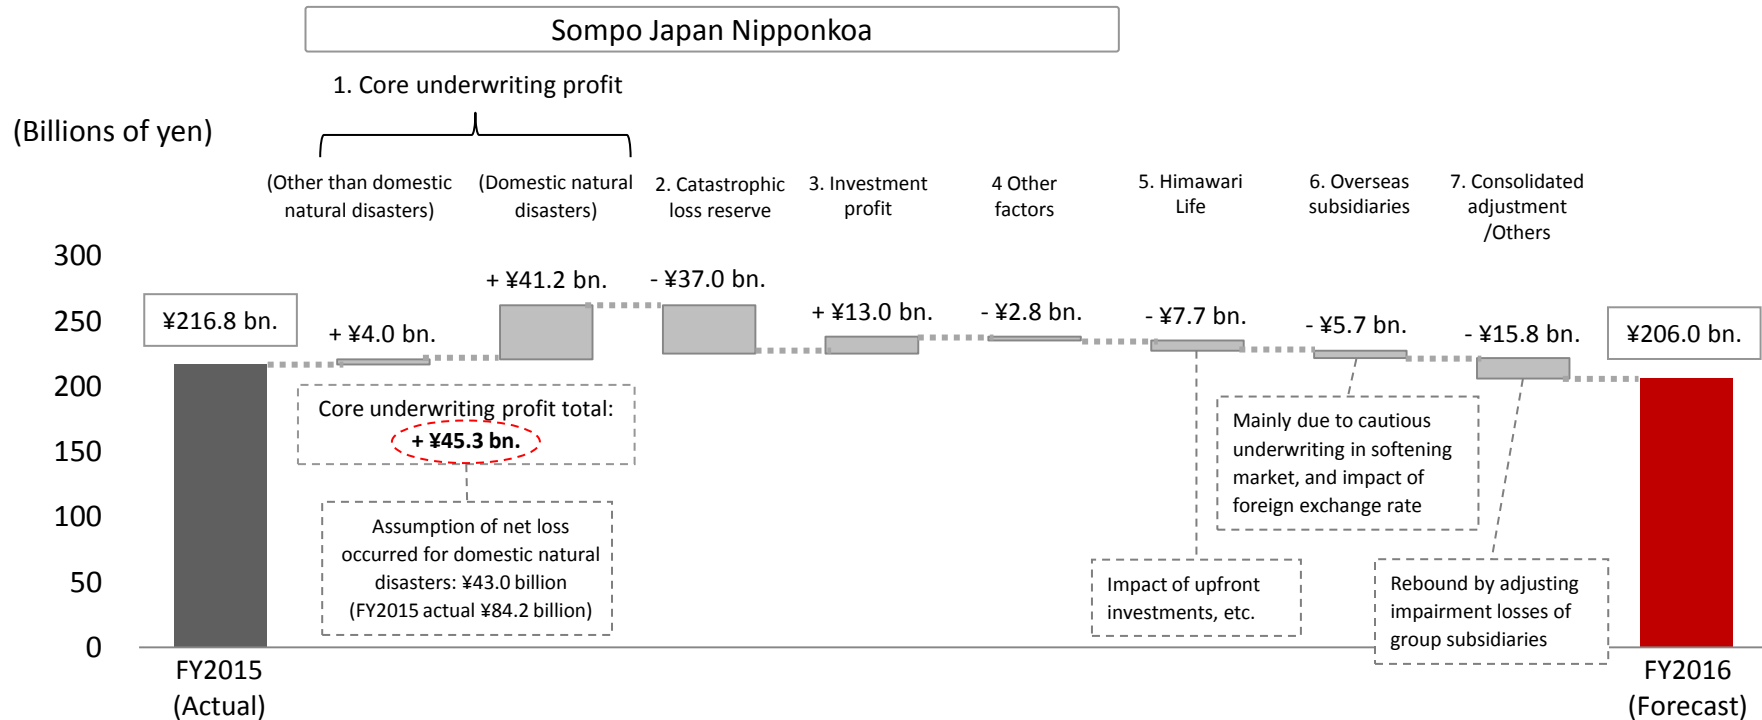 Sompo Japan Nipponkoa
1. Core underwriting profit
(Billions of yen)
(Other than domestic
natural disasters)
(Domestic natural
disasters)
2. Catastrophic
loss reserve
3. Investment
profit
4 Other
factors
5. Himawari
Life
6. Overseas
subsidiaries
7. Consolidated
adjustment
/Others
300
250
200
150
100
50
0
¥216.8 bn.
+ ¥4.0 bn.
+ ¥41.2 bn.
- ¥37.0 bn.
+ ¥13.0 bn.
- ¥2.8 bn.
- ¥7.7 bn.
- ¥5.7 bn.
- ¥15.8 bn.
¥206.0 bn.
Core underwriting profit total:
+ ¥45.3 bn.
Assumption of net loss
occurred for domestic natural
disasters: ¥43.0 billion
(FY2015 actual ¥84.2 billion)
Impact of upfront
investments, etc.
Mainly due to cautious
underwriting in softening
market, and impact of
foreign exchange rate
Rebound by adjusting
impairment losses of
group subsidiaries
FY2015
(Actual)
FY2016
(Forecast)